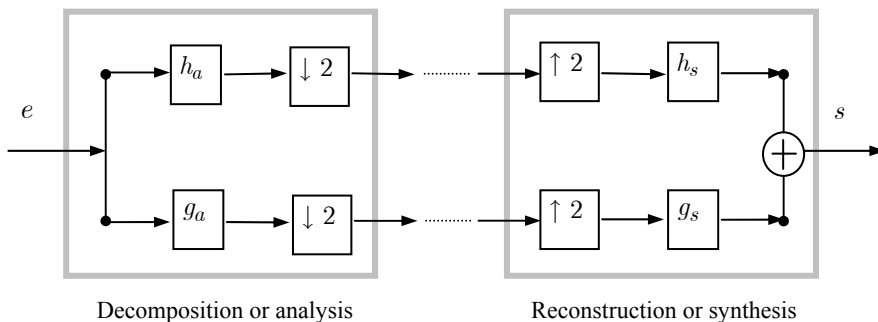 h_a
↓ 2
↑ 2
h_s
e
s
+
g_a
↓ 2
↑ 2
g_s
Decomposition or analysis
Reconstruction or synthesis